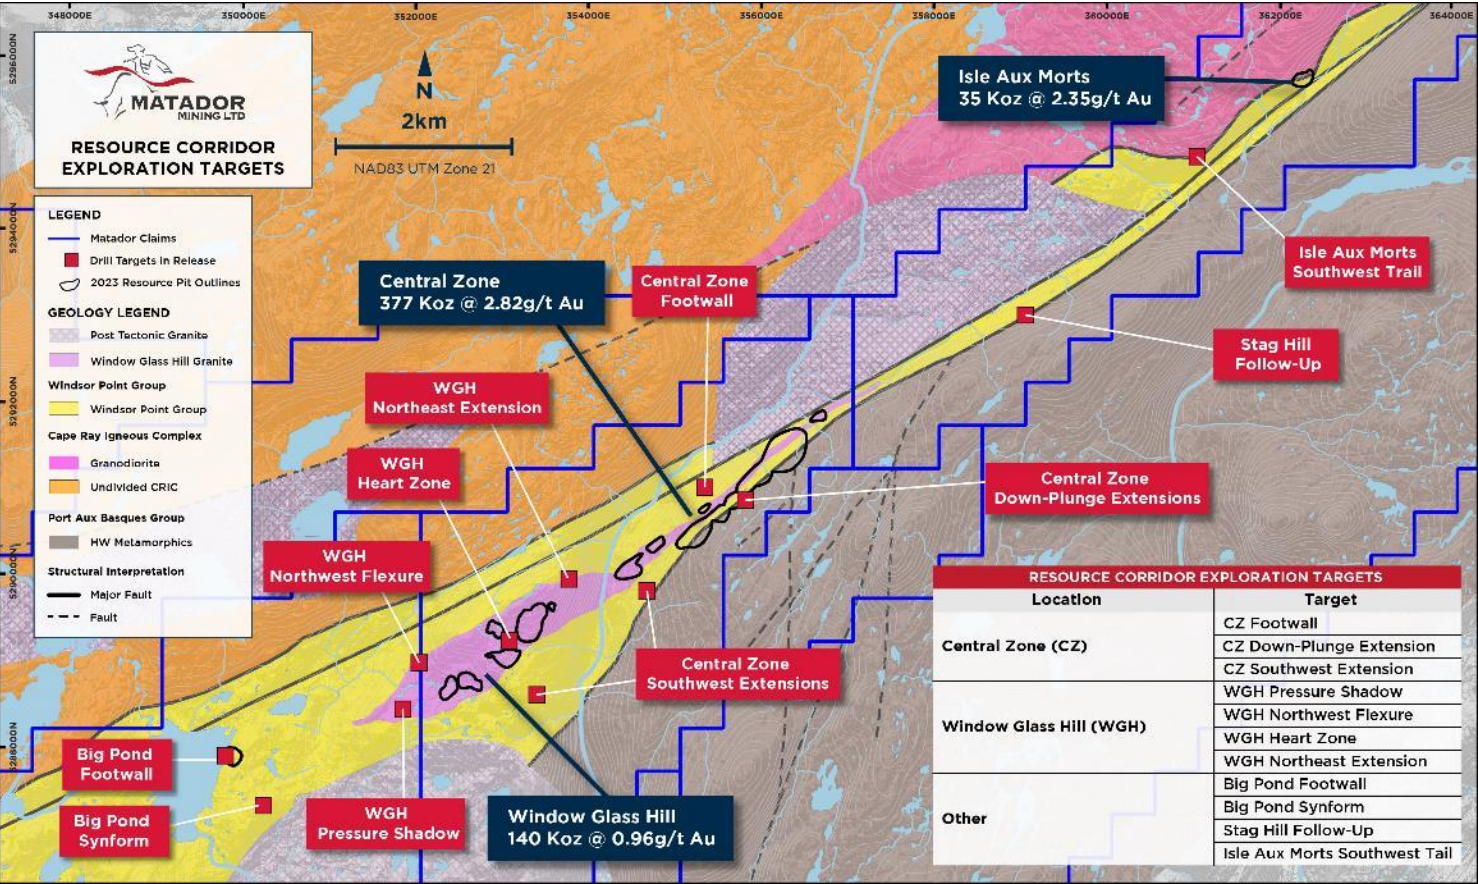 348000E
350000E
352000E
354000E
356000E
358000E
360000E
362000E
364000E
5296000N
5294000N
5292000N
5290000N
5288000N
MATADOR
MINING LTD
RESOURCE CORRIDOR
EXPLORATION TARGETS
N
2km
NAD83 UTM Zone 21
LEGEND
Matador Claims
Drill Targets in Release
2023 Resource Pit Outlines
GEOLOGY LEGEND
Post Tectonic Granite
Window Glass Hill Granite
Windsor Point Group
Windsor Point Group
Cape Ray Igneous Complex
Granodiorite
Undivided CRIC
Port Aux Basques Group
HW Metamorphics
Structural Interpretation
Major Fault
Fault
Isle Aux Morts
35 Koz @ 2.35g/t Au
Isle Aux Morts
Southwest Trail
Central Zone
377 Koz @ 2.82g/t Au
Central Zone
Footwall
Stag Hill
Follow-Up
WGH
Northeast Extension
WGH
Heart Zone
Central Zone
Down-Plunge Extensions
WGH
Northwest Flexure
Central Zone
Southwest Extensions
Big Pond
Footwall
Big Pond
Synform
WGH
Pressure Shadow
Window Glass Hill
140 Koz @ 0.96g/t Au
RESOURCE CORRIDOR EXPLORATION TARGETS
Location Target
Central Zone (CZ)
CZ Footwall
CZ Down-Plunge Extension
CZ Southwest Extension
Window Glass Hill (WGH)
WGH Pressure Shadow
WGH Northwest Flexure
WGH Heart Zone
WGH Northeast Extension
Other
Big Pond Footwall
Big Pond Synform
Stag Hill Follow-Up
Isle Aux Morts Southwest Tail